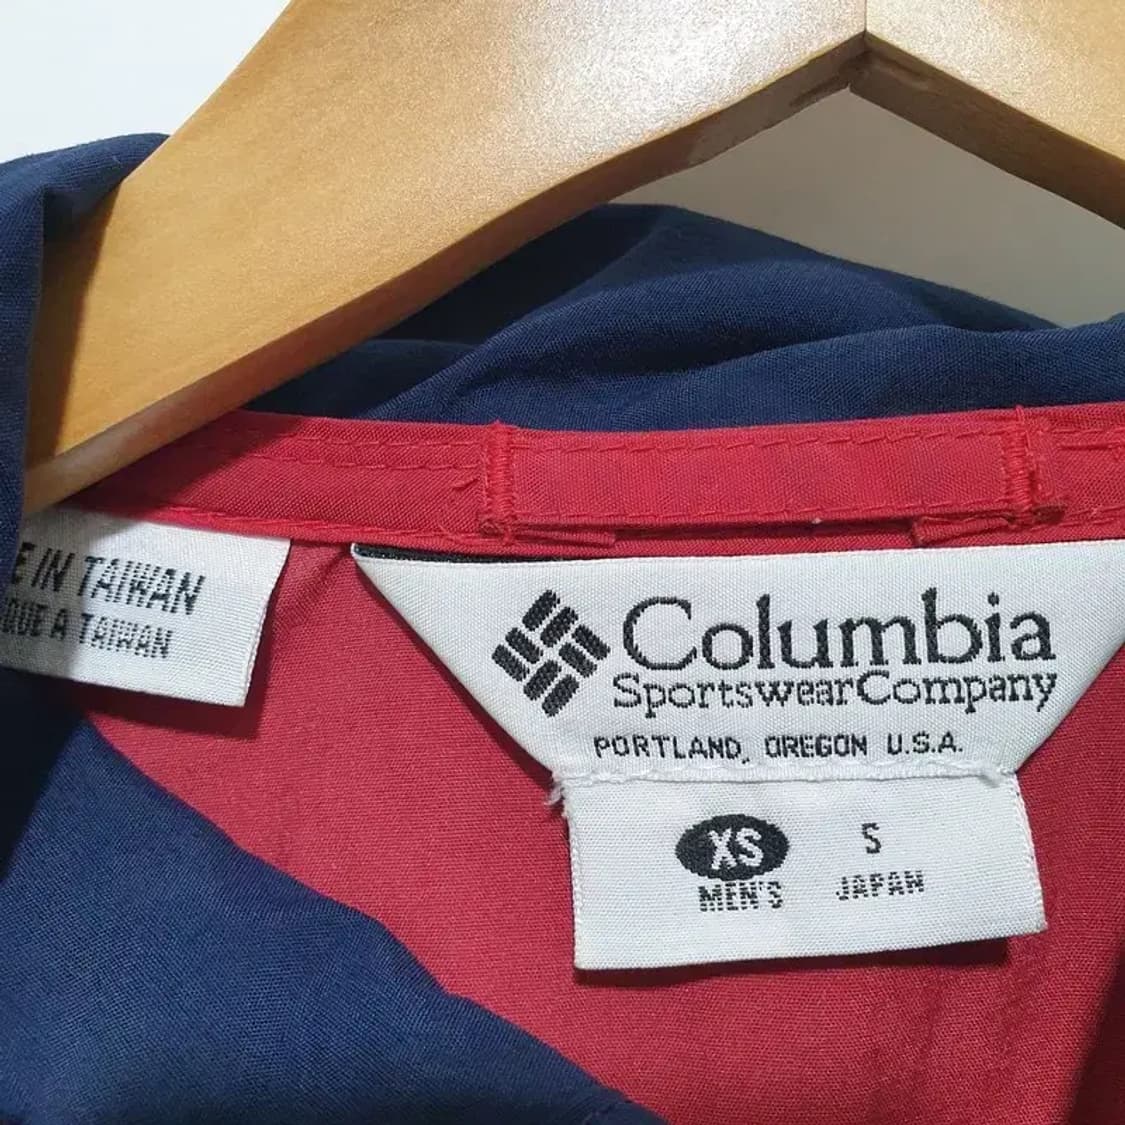 E IN TAIWAN
QUE A TAIWAN
Columbia
SportswearCompany
PORTLAND, OREGON U.S.A.
XS S
MEN'S JAPAN